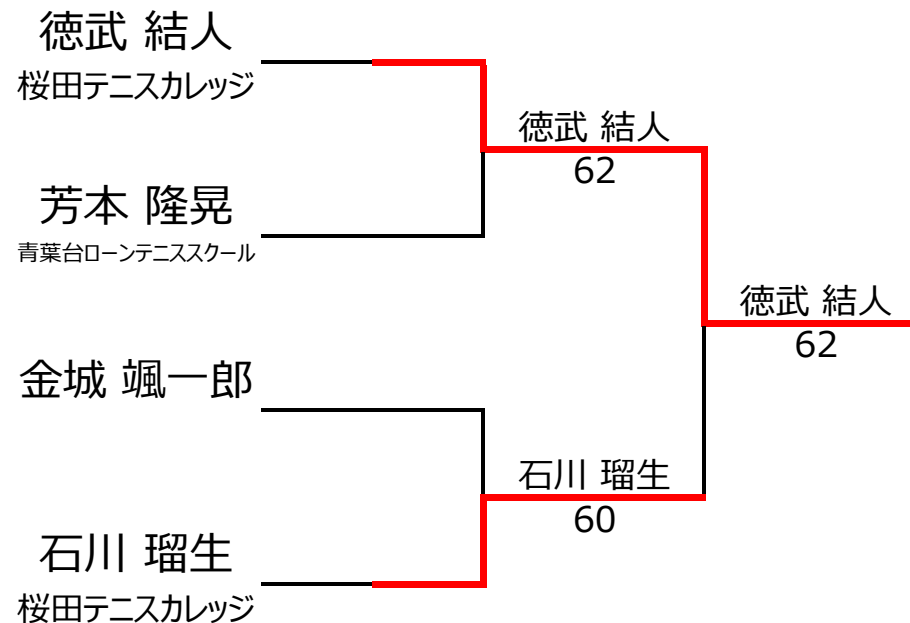 徳武 結人
桜田テニスカレッジ
徳武 結人
62
芳本 隆晃
青葉台ローンテニススクール
徳武 結人
62
金城 颯一郎
石川 瑠生
60
石川 瑠生
桜田テニスカレッジ